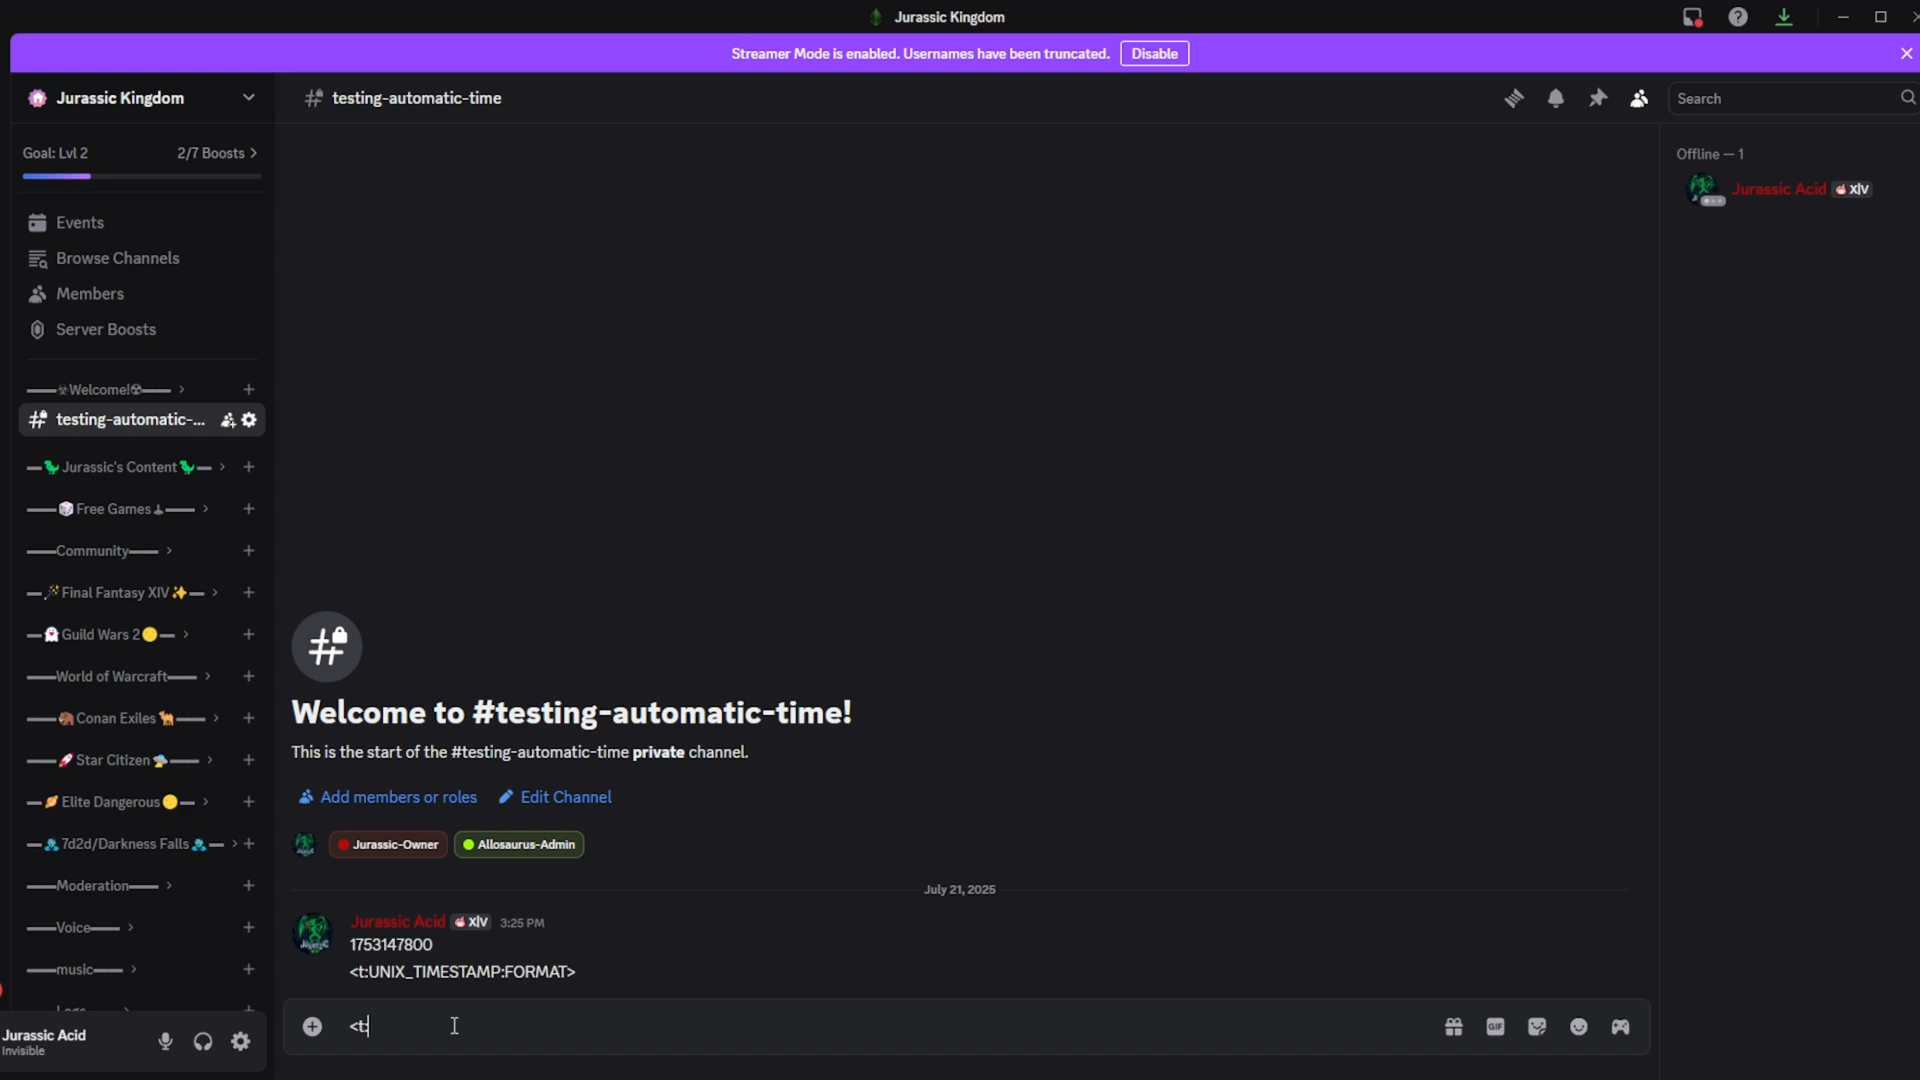 Jurassic Kingdom
Streamer Mode is enabled. Usernames have been truncated. Disable
Jurassic Kingdom
# testing-automatic-time
Search
Goal: Lvl 2 2/7 Boosts >
Offline — 1
Jurassic Acid X|V
Events
Browse Channels
Members
Server Boosts
Welcome!
testing-automatic-...
Jurassic's Content
Free Games
Community
Final Fantasy XIV
Guild Wars 2
World of Warcraft
Conan Exiles
Star Citizen
Elite Dangerous
7d2d/Darkness Falls
Moderation
Voice
music
Welcome to #testing-automatic-time!
This is the start of the #testing-automatic-time private channel.
Add members or roles Edit Channel
Jurassic-Owner Allosaurus-Admin
July 21, 2025
Jurassic Acid X|V 3:25 PM
1753147800
<t:UNIX_TIMESTAMP:FORMAT>
<t:
GIF
Jurassic Acid
Invisible